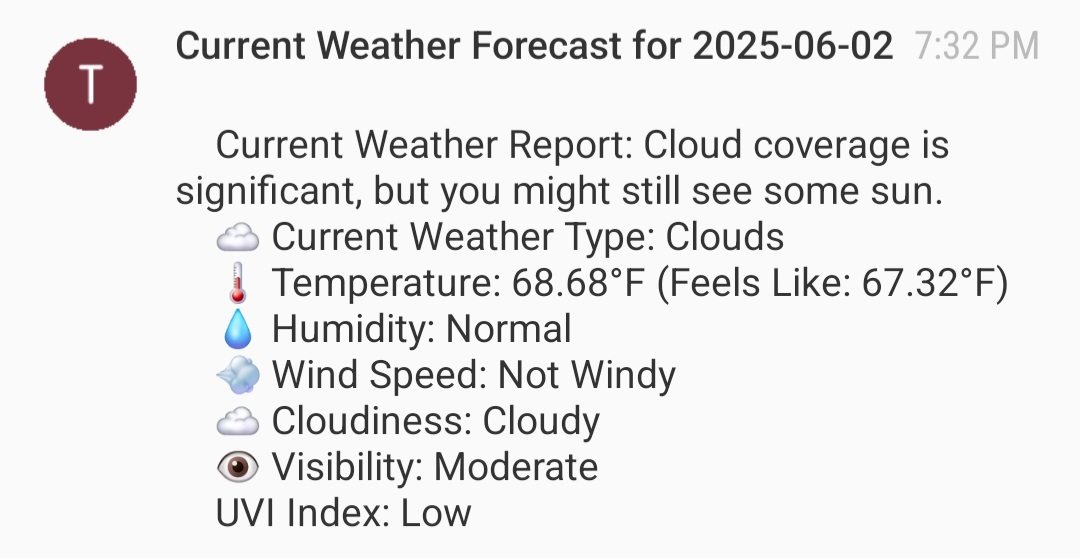 T
Current Weather Forecast for 2025-06-02 7:32 PM
Current Weather Report: Cloud coverage is
significant, but you might still see some sun.
☁️ Current Weather Type: Clouds
🌡️ Temperature: 68.68°F (Feels Like: 67.32°F)
💧 Humidity: Normal
🌬️ Wind Speed: Not Windy
☁️ Cloudiness: Cloudy
👁️ Visibility: Moderate
UVI Index: Low